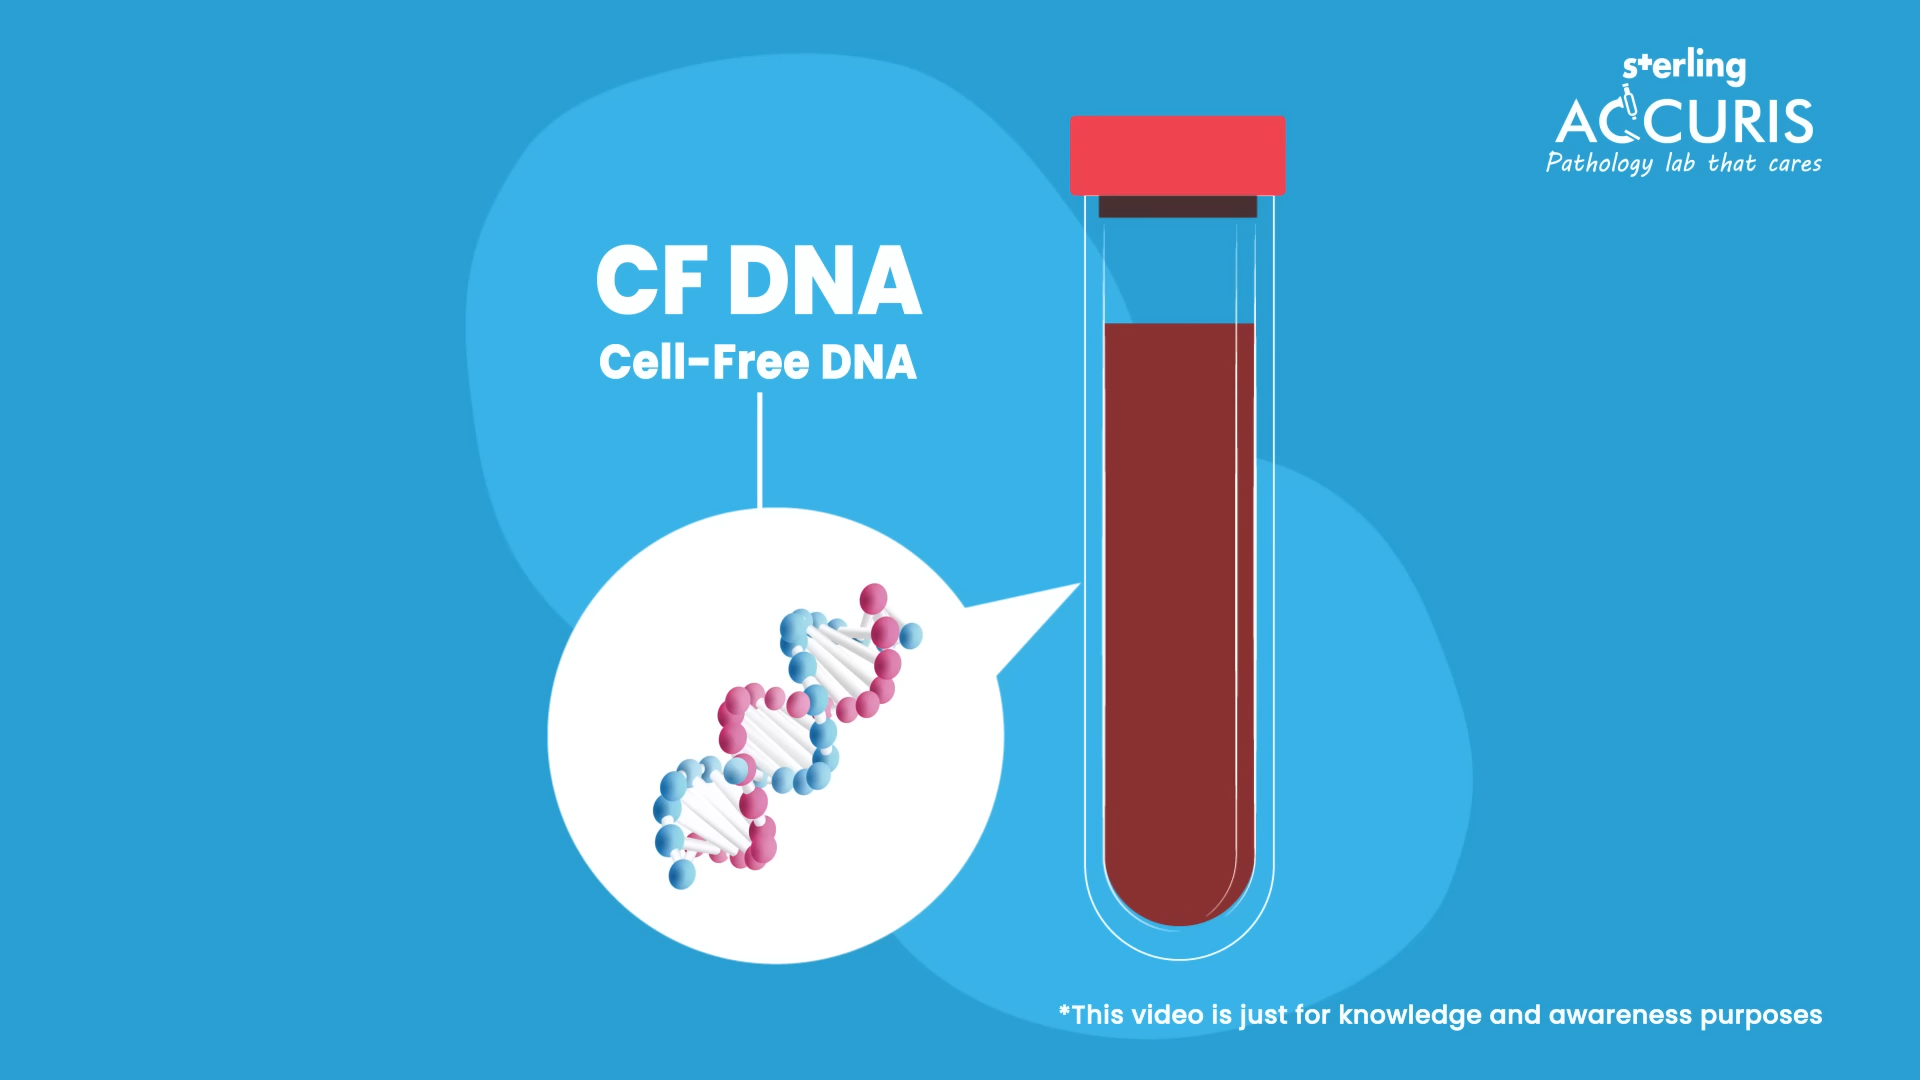 sterling
ACCURIS
Pathology lab that cares
CF DNA
Cell-Free DNA
*This video is just for knowledge and awareness purposes